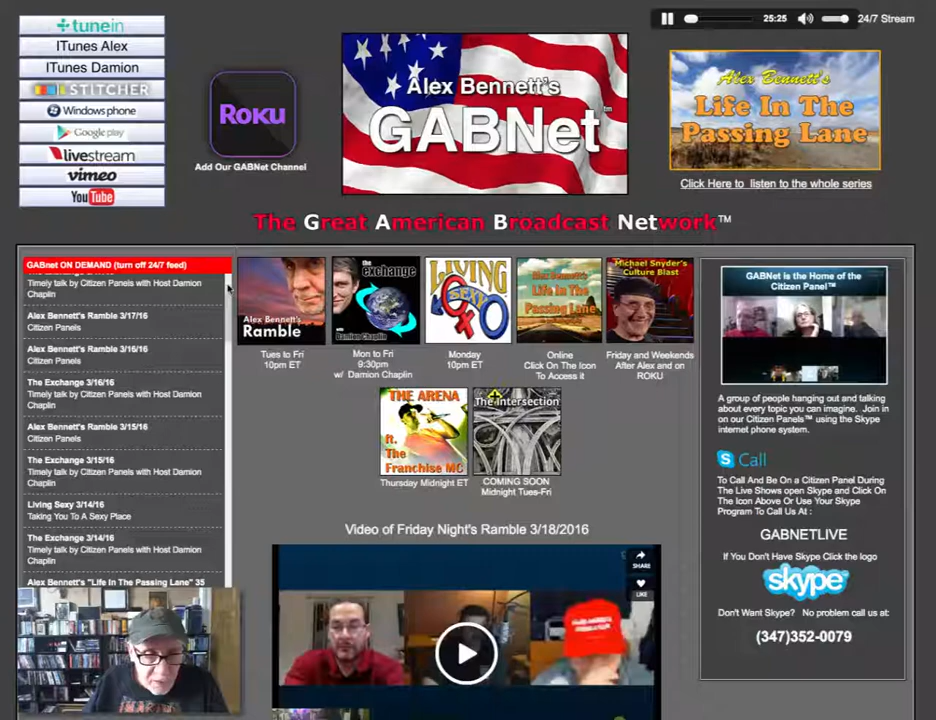 tunein
ITunes Alex
ITunes Damion
STITCHER
Windows phone
Google play
livestream
vimeo
YouTube
ROKU
Add Our GABNet Channel
Alex Bennett's
GABNet™
25:25
24/7 Stream
Alex Bennett's
Life In The
Passing Lane
Click Here to listen to the whole series
The Great American Broadcast Network™
GABnet ON DEMAND (turn off 24/7 feed)
Timely talk by Citizen Panels with Host Damion
Chaplin
Alex Bennett's Ramble 3/17/16
Citizen Panels
Alex Bennett's Ramble 3/16/16
Citizen Panels
The Exchange 3/16/16
Timely talk by Citizen Panels with Host Damion
Chaplin
Alex Bennett's Ramble 3/15/16
Citizen Panels
The Exchange 3/15/16
Timely talk by Citizen Panels with Host Damion
Chaplin
Living Sexy 3/14/16
Taking You To A Sexy Place
The Exchange 3/14/16
Timely talk by Citizen Panels with Host Damion
Chaplin
Alex Bennett's "Life In The Passing Lane" 35
Alex Bennett's
Ramble
Tues to Fri
10pm ET
the exchange
with Damion Chaplin
Mon to Fri
9:30pm
w/ Damion Chaplin
LIVING
SEXY
Monday
10pm ET
Alex Bennett's
Life In The
Passing Lane
Online
Click On The Icon
To Access it
Michael Snyder's
Culture Blast
Friday and Weekends
After Alex and on
ROKU
THE ARENA
ft.
The
Franchise MC
Thursday Midnight ET
The Intersection
COMING SOON
Midnight Tues-Fri
Video of Friday Night's Ramble 3/18/2016
SHARE
LIKE
GABNet is the Home of the
Citizen Panel™
A group of people hanging out and talking
about every topic you can imagine. Join in
on our Citizen Panels™ using the Skype
internet phone system.
S Call
To Call And Be On a Citizen Panel During
The Live Shows open Skype and Click On
The Icon Above Or Use Your Skype
Program To Call Us At :
GABNETLIVE
If You Don't Have Skype Click the logo
skype
Don't Want Skype? No problem call us at:
(347)352-0079